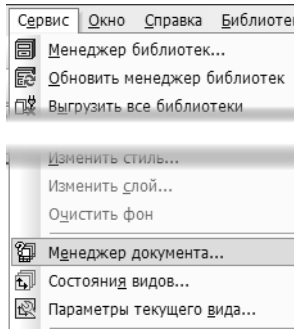 Сервис Окно Справка Библиотек
Менеджер библиотек...
Обновить менеджер библиотек
Выгрузить все библиотеки
Изменить стиль...
Изменить слой...
Очистить фон
Менеджер документа...
Состояния видов...
Параметры текущего вида...